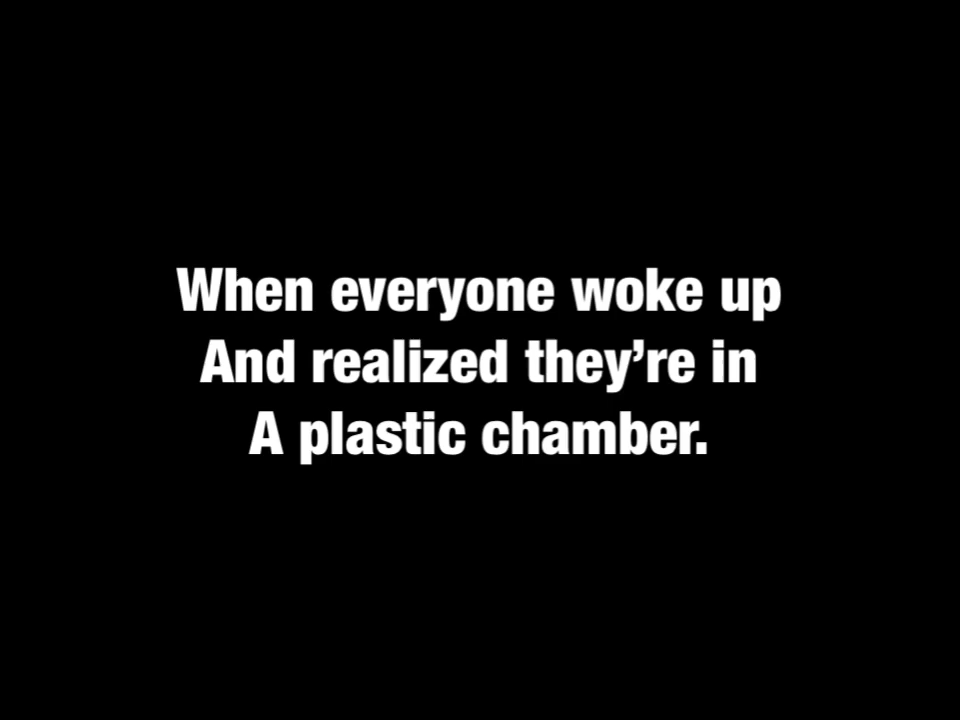 When everyone woke up
And realized they’re in
A plastic chamber.